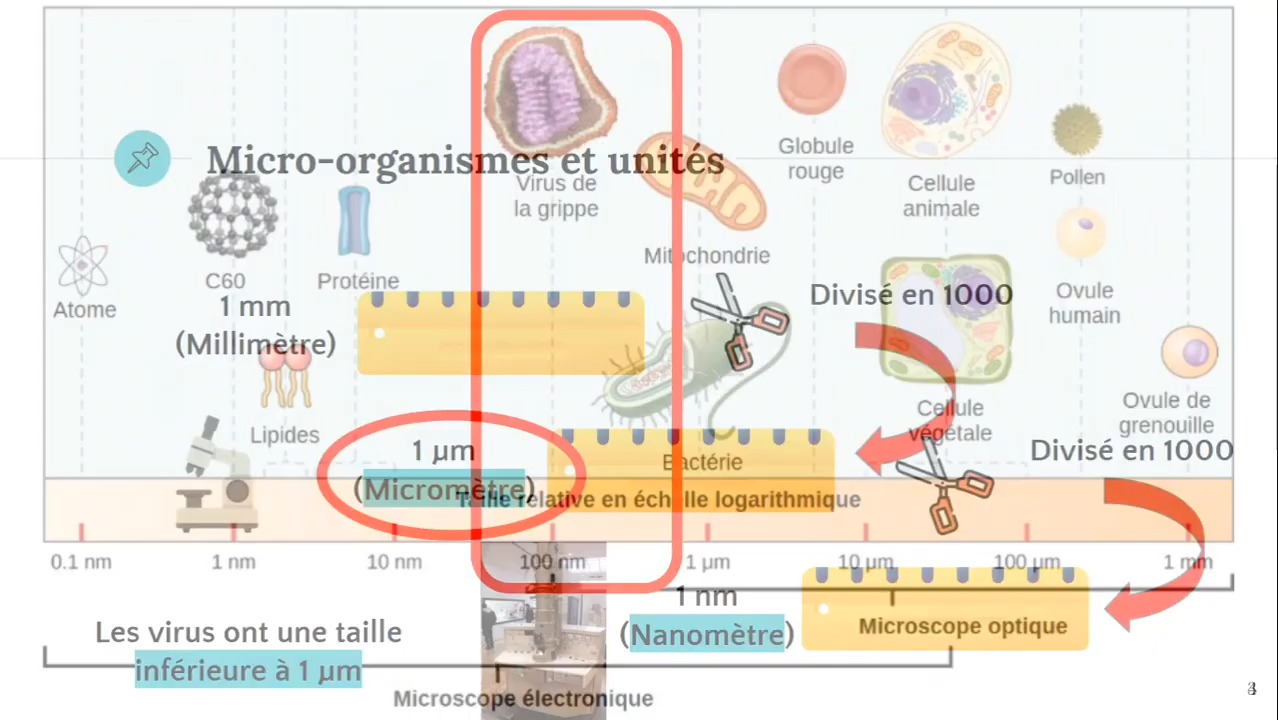 Micro-organismes et unités
Virus de
la grippe
Globule
rouge
Cellule
animale
Pollen
C60
Protéine
Atome
Mitochondrie
Ovule
humain
1 mm
(Millimètre)
Divisé en 1000
Lipides
Cellule
végétale
Ovule de
grenouille
1 µm
(Micromètre)
Bactérie
Divisé en 1000
Taille relative en échelle logarithmique
0.1 nm
1 nm
10 nm
100 nm
1 µm
10 µm
100 µm
1 mm
1 nm
(Nanomètre)
Microscope optique
Les virus ont une taille
inférieure à 1 µm
Microscope électronique